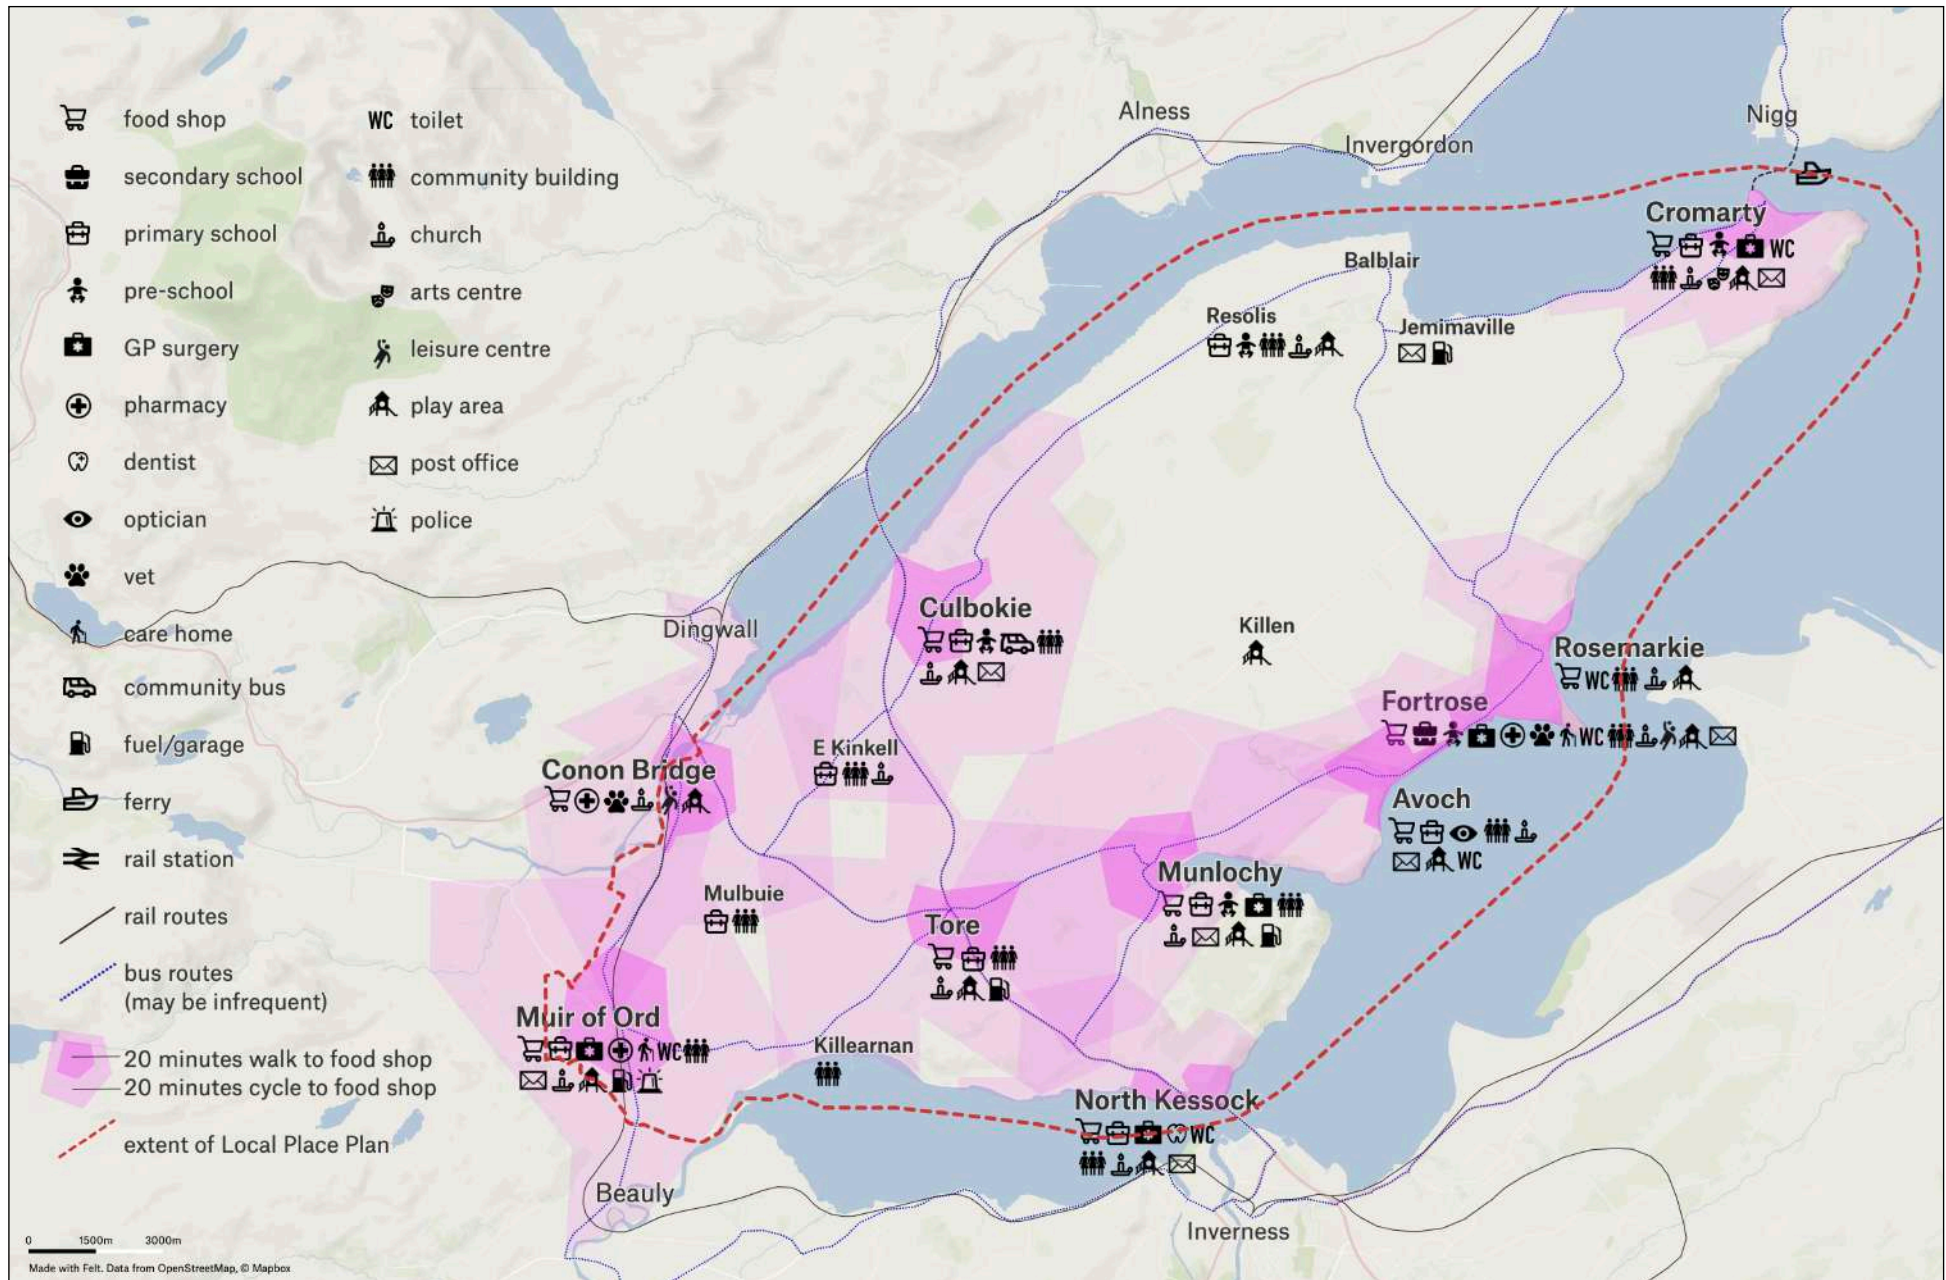 food shop
secondary school
primary school
pre-school
GP surgery
pharmacy
dentist
optician
vet
care home
community bus
fuel/garage
ferry
rail station
rail routes
bus routes
(may be infrequent)
20 minutes walk to food shop
20 minutes cycle to food shop
extent of Local Place Plan
WC toilet
community building
church
arts centre
leisure centre
play area
post office
police
Alness
Invergordon
Nigg
Cromarty
WC
Balblair
Resolis
Jemimaville
Dingwall
Culbokie
Killen
Rosemarkie
WC
Fortrose
WC
E Kinkell
Conon Bridge
Avoch
WC
Mulbuie
Munlochy
Tore
Muir of Ord
WC
Killearnan
North Kessock
WC
Beauly
Inverness
0 1500m 3000m
Made with Felt. Data from OpenStreetMap, © Mapbox